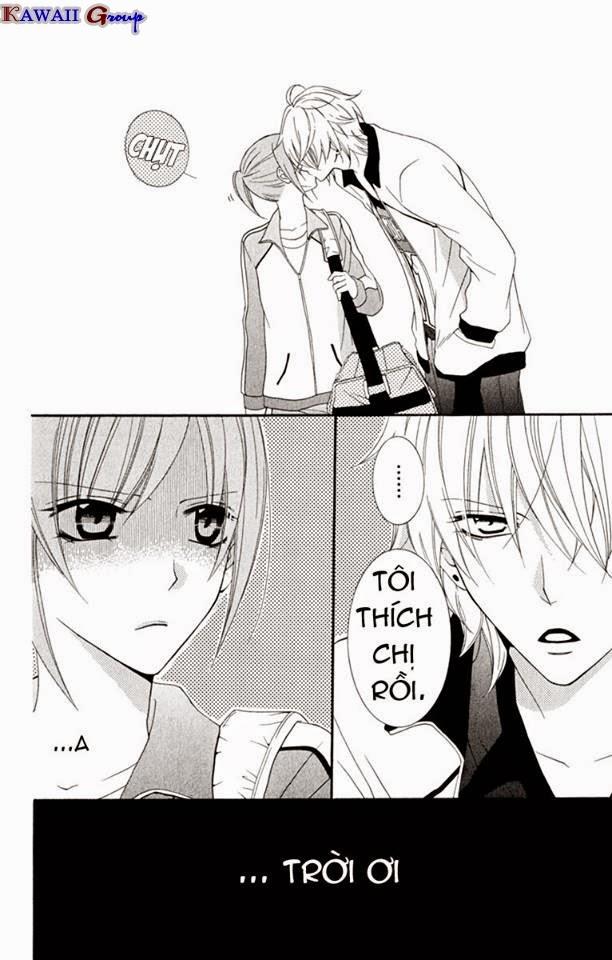 KAWAII Group
CHỤT
......
TÔI
THÍCH
CHỊ
RỒI.
...A
... TRỜI ƠI